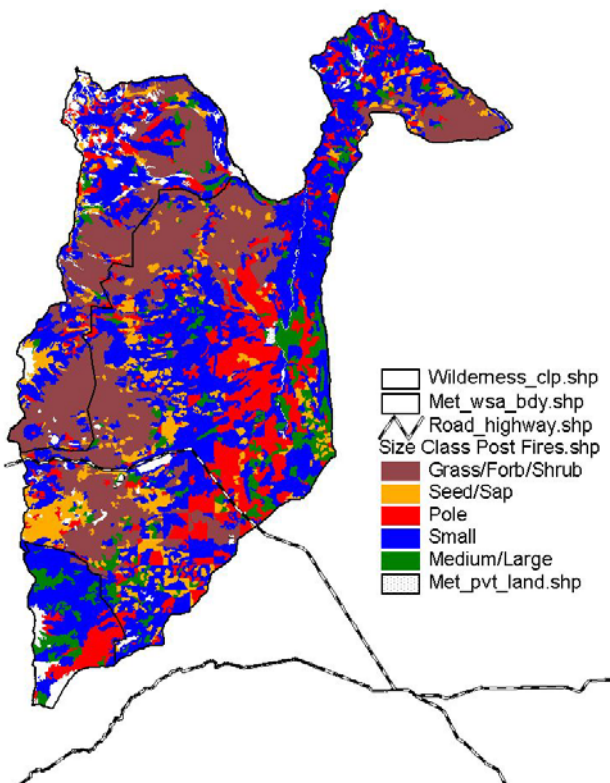 Wilderness_clp.shp
Met_wsa_bdy.shp
Road_highway.shp
Size Class Post Fires.shp
Grass/Forb/Shrub
Seed/Sap
Pole
Small
Medium/Large
Met_pvt_land.shp